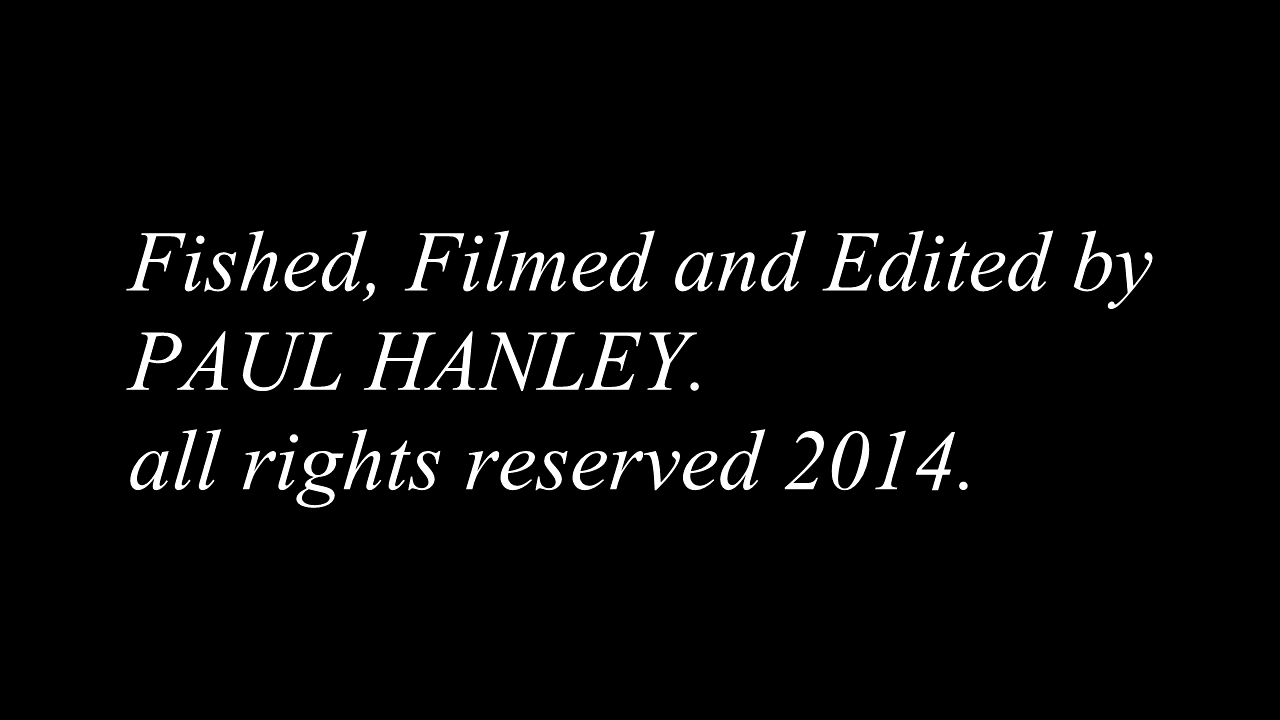 Fished, Filmed and Edited by
PAUL HANLEY.
all rights reserved 2014.